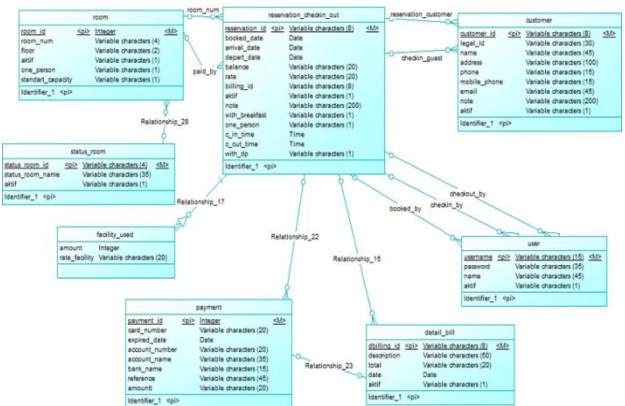 room
room_id <pi> Integer <M>
room_num Variable characters (4)
floor Variable characters (2)
aktif Variable characters (1)
one_person Variable characters (1)
standart_capacity Variable characters (1)
Identifier_1 <pi>
room_num
paid_by
reservation_checkin_out
reservation_id <pi> Variable characters (8) <M>
booked_date Date
arrival_date Date
depart_date Date
balance Variable characters (20)
rate Variable characters (20)
billing_id Variable characters (8)
aktif Variable characters (1)
note Variable characters (200)
with_breakfast Variable characters (1)
one_person Variable characters (1)
c_in_time Time
c_out_time Time
with_dp Variable characters (1)
Identifier_1 <pi>
reservation_customer
checkin_guest
customer
customer_id <pi> Variable characters (8) <M>
legal_id Variable characters (30)
name Variable characters (45)
address Variable characters (100)
phone Variable characters (15)
mobile_phone Variable characters (15)
email Variable characters (45)
note Variable characters (200)
aktif Variable characters (1)
Identifier_1 <pi>
Relationship_28
status_room
status_room_id <pi> Variable characters (4) <M>
status_room_name Variable characters (35)
aktif Variable characters (1)
Identifier_1 <pi>
Relationship_17
facility_used
amount Integer
rate_facility Variable characters (20)
Relationship_22
Relationship_15
booked_by
checkin_by
checkout_by
user
username <pi> Variable characters (15) <M>
password Variable characters (35)
name Variable characters (45)
aktif Variable characters (1)
Identifier_1 <pi>
payment
payment_id <pi> Integer <M>
card_number Variable characters (20)
expired_date Date
account_number Variable characters (20)
account_name Variable characters (35)
bank_name Variable characters (15)
reference Variable characters (45)
amountt Variable characters (20)
Identifier_1 <pi>
Relationship_23
detail_bill
dbilling_id <pi> Variable characters (8) <M>
description Variable characters (50)
total Variable characters (20)
date Date
aktif Variable characters (1)
Identifier_1 <pi>